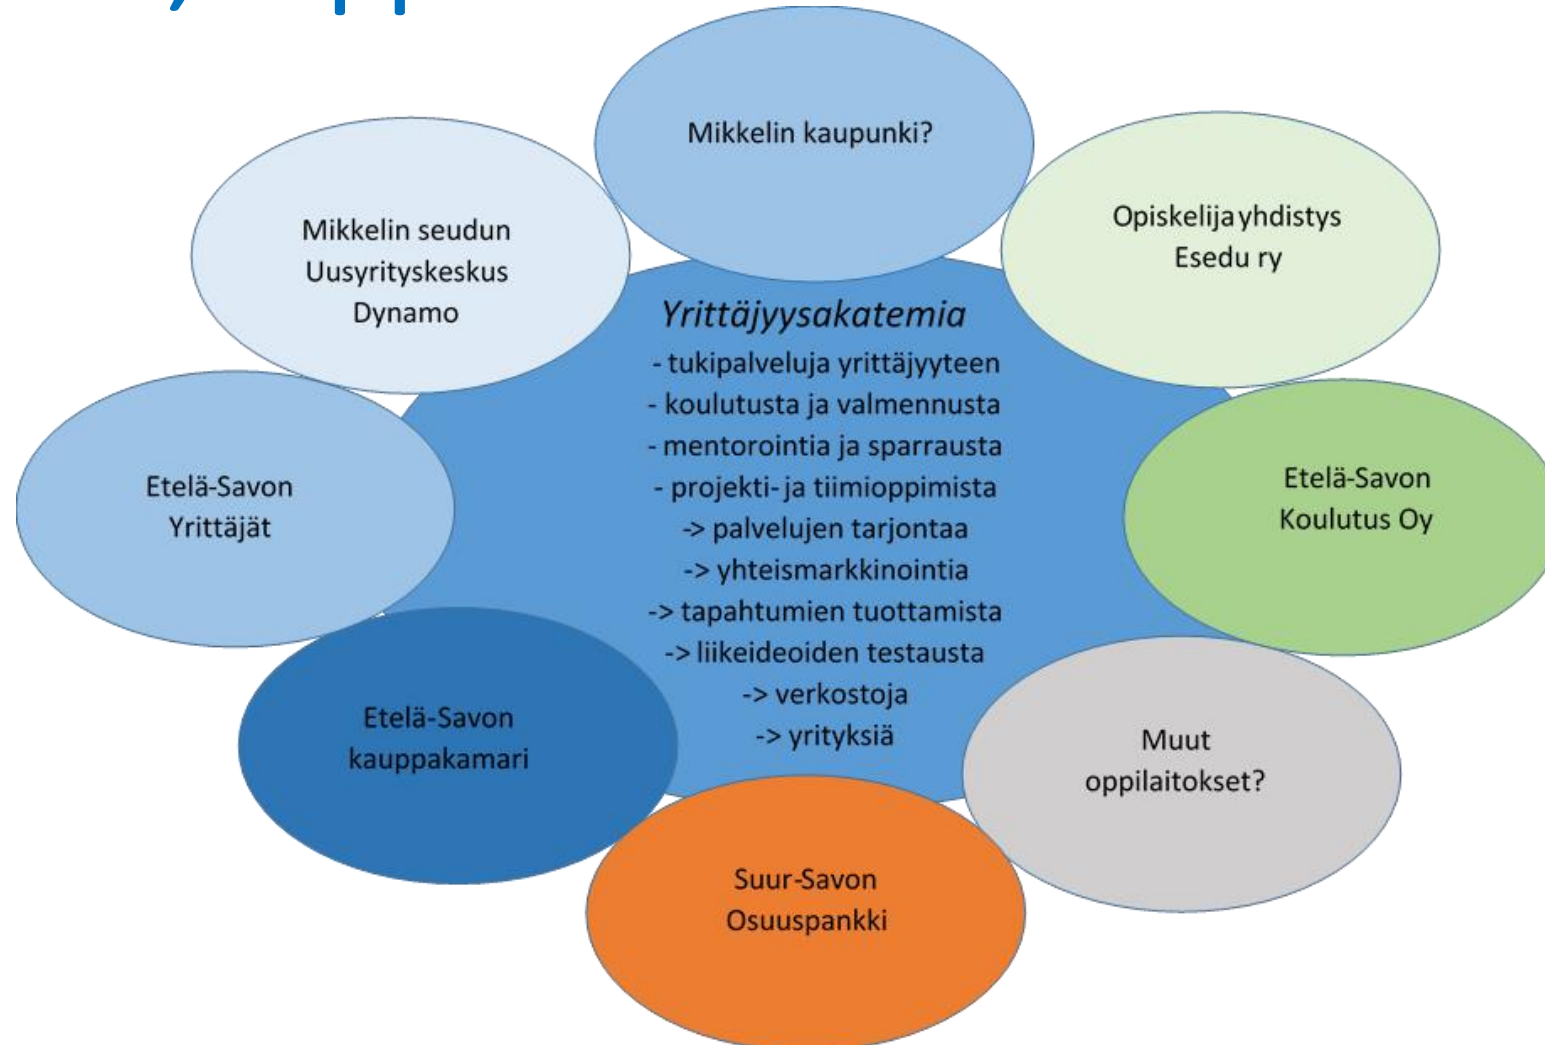 Mikkelin kaupunki?
Mikkelin seudun
Uusyrityskeskus
Dynamo
Opiskelijayhdistys
Esedu ry
Yrittäjyysakatemia
- tukipalveluja yrittäjyyteen
- koulutusta ja valmennusta
- mentorointia ja sparrausta
- projekti- ja tiimioppimista
-> palvelujen tarjontaa
-> yhteismarkkinointia
-> tapahtumien tuottamista
-> liikeideoiden testausta
-> verkostoja
-> yrityksiä
Etelä-Savon
Yrittäjät
Etelä-Savon
Koulutus Oy
Etelä-Savon
kauppakamari
Muut
oppilaitokset?
Suur-Savon
Osuuspankki